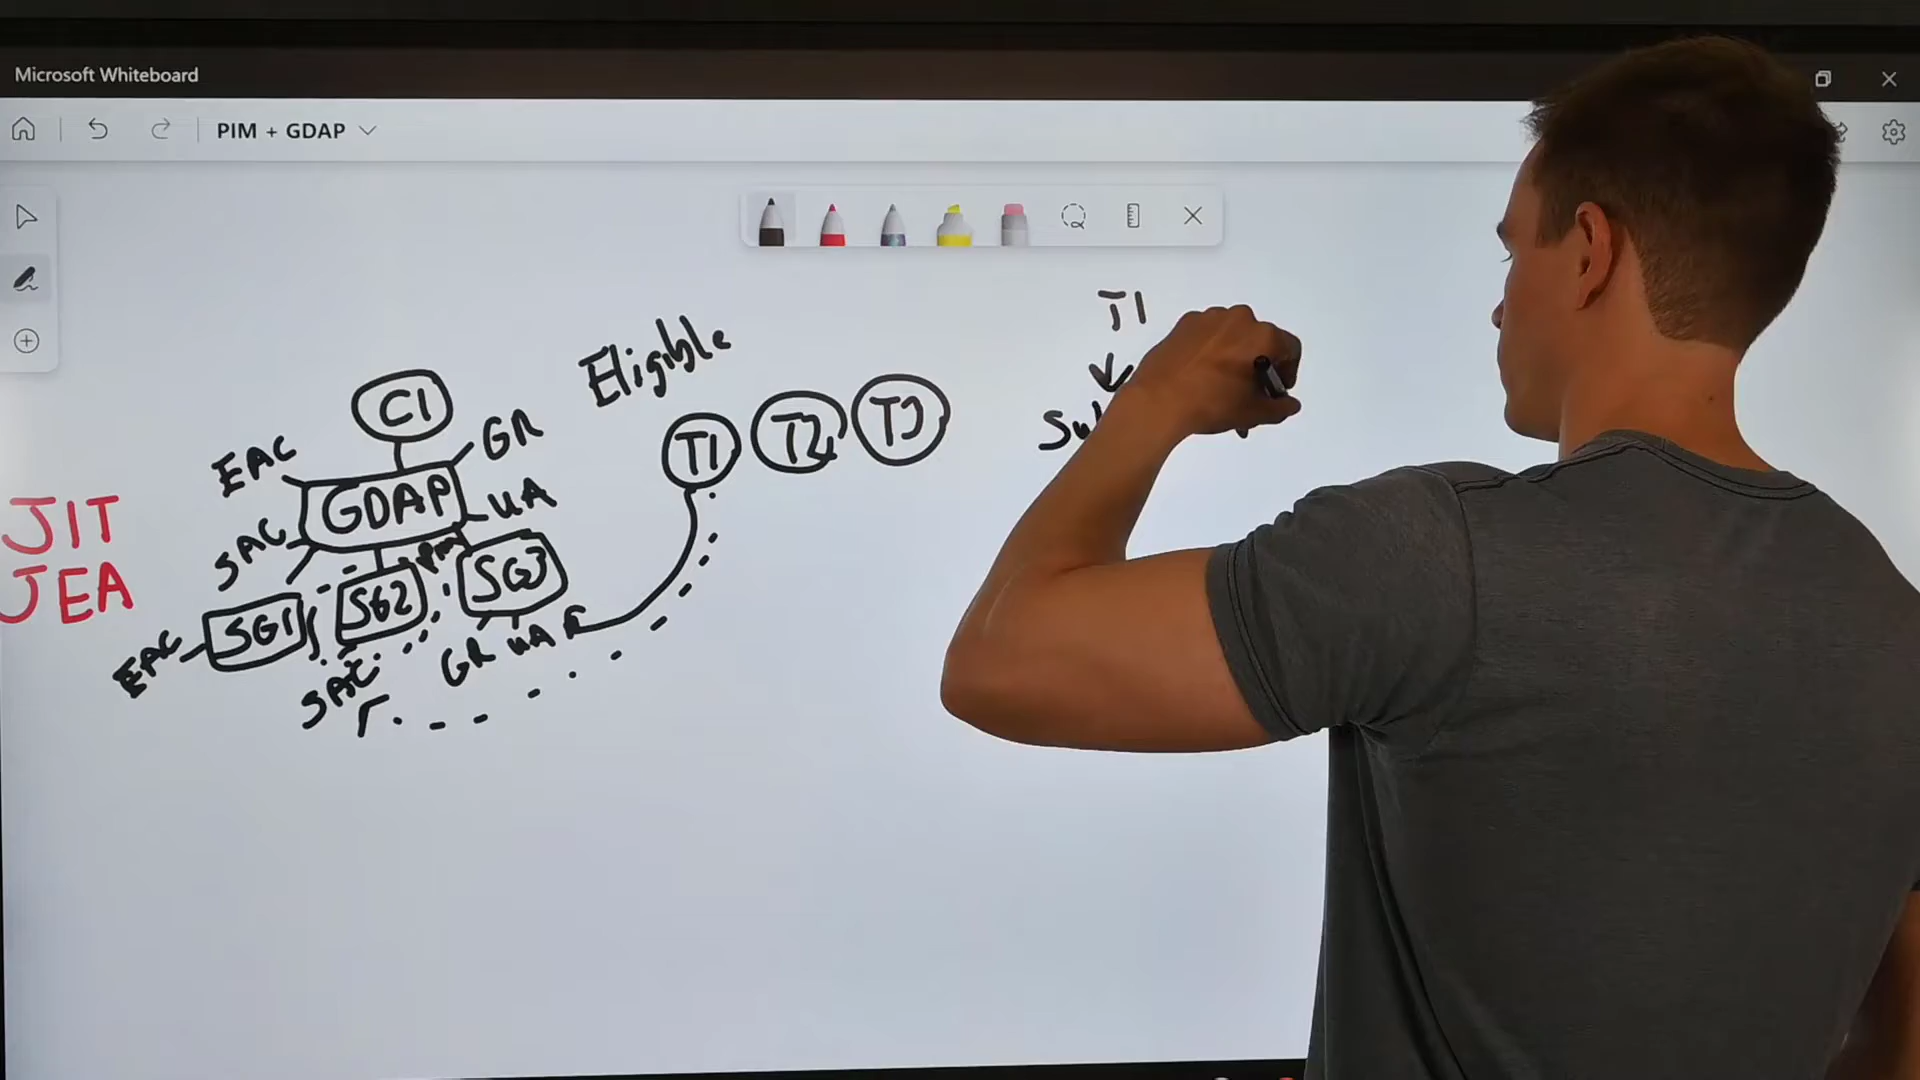 Microsoft Whiteboard
PIM + GDAP
Eligible
T1
C1
GR
EAC
T1 T2 T3
GDAP
UA
JIT
SAC
JEA
PIM
SG1 SG2 SG3
EAC
SAC
GR UA